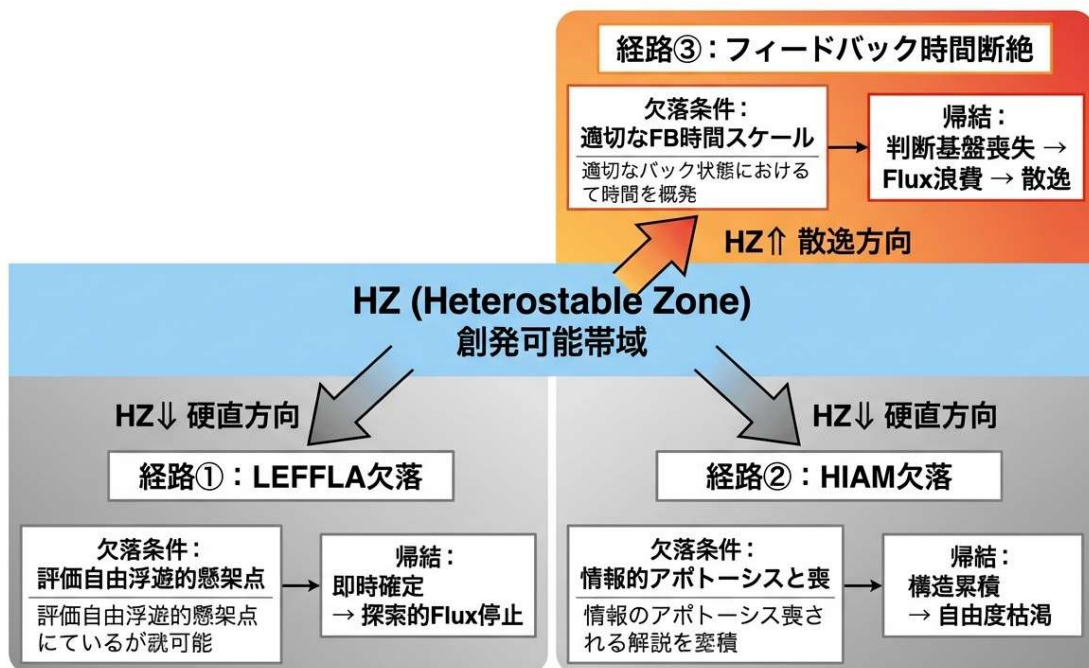 経路③：フィードバック時間断絶
欠落条件：
適切なFB時間スケール
適切なバック状態における
て時間を概発
帰結：
判断基盤喪失 →
Flux浪費 → 散逸
HZ⇑ 散逸方向
HZ (Heterostable Zone)
創発可能帯域
HZ⇓ 硬直方向
経路①：LEFFLA欠落
欠落条件：
評価自由浮遊的懸架点
評価自由浮遊的懸架点
にているが就可能
帰結：
即時確定
→ 探索的Flux停止
HZ⇓ 硬直方向
経路②：HIAM欠落
欠落条件：
情報的アポトーシスと喪
情報のアポトーシス喪さ
れる解説を変積
帰結：
構造累積
→ 自由度枯渇